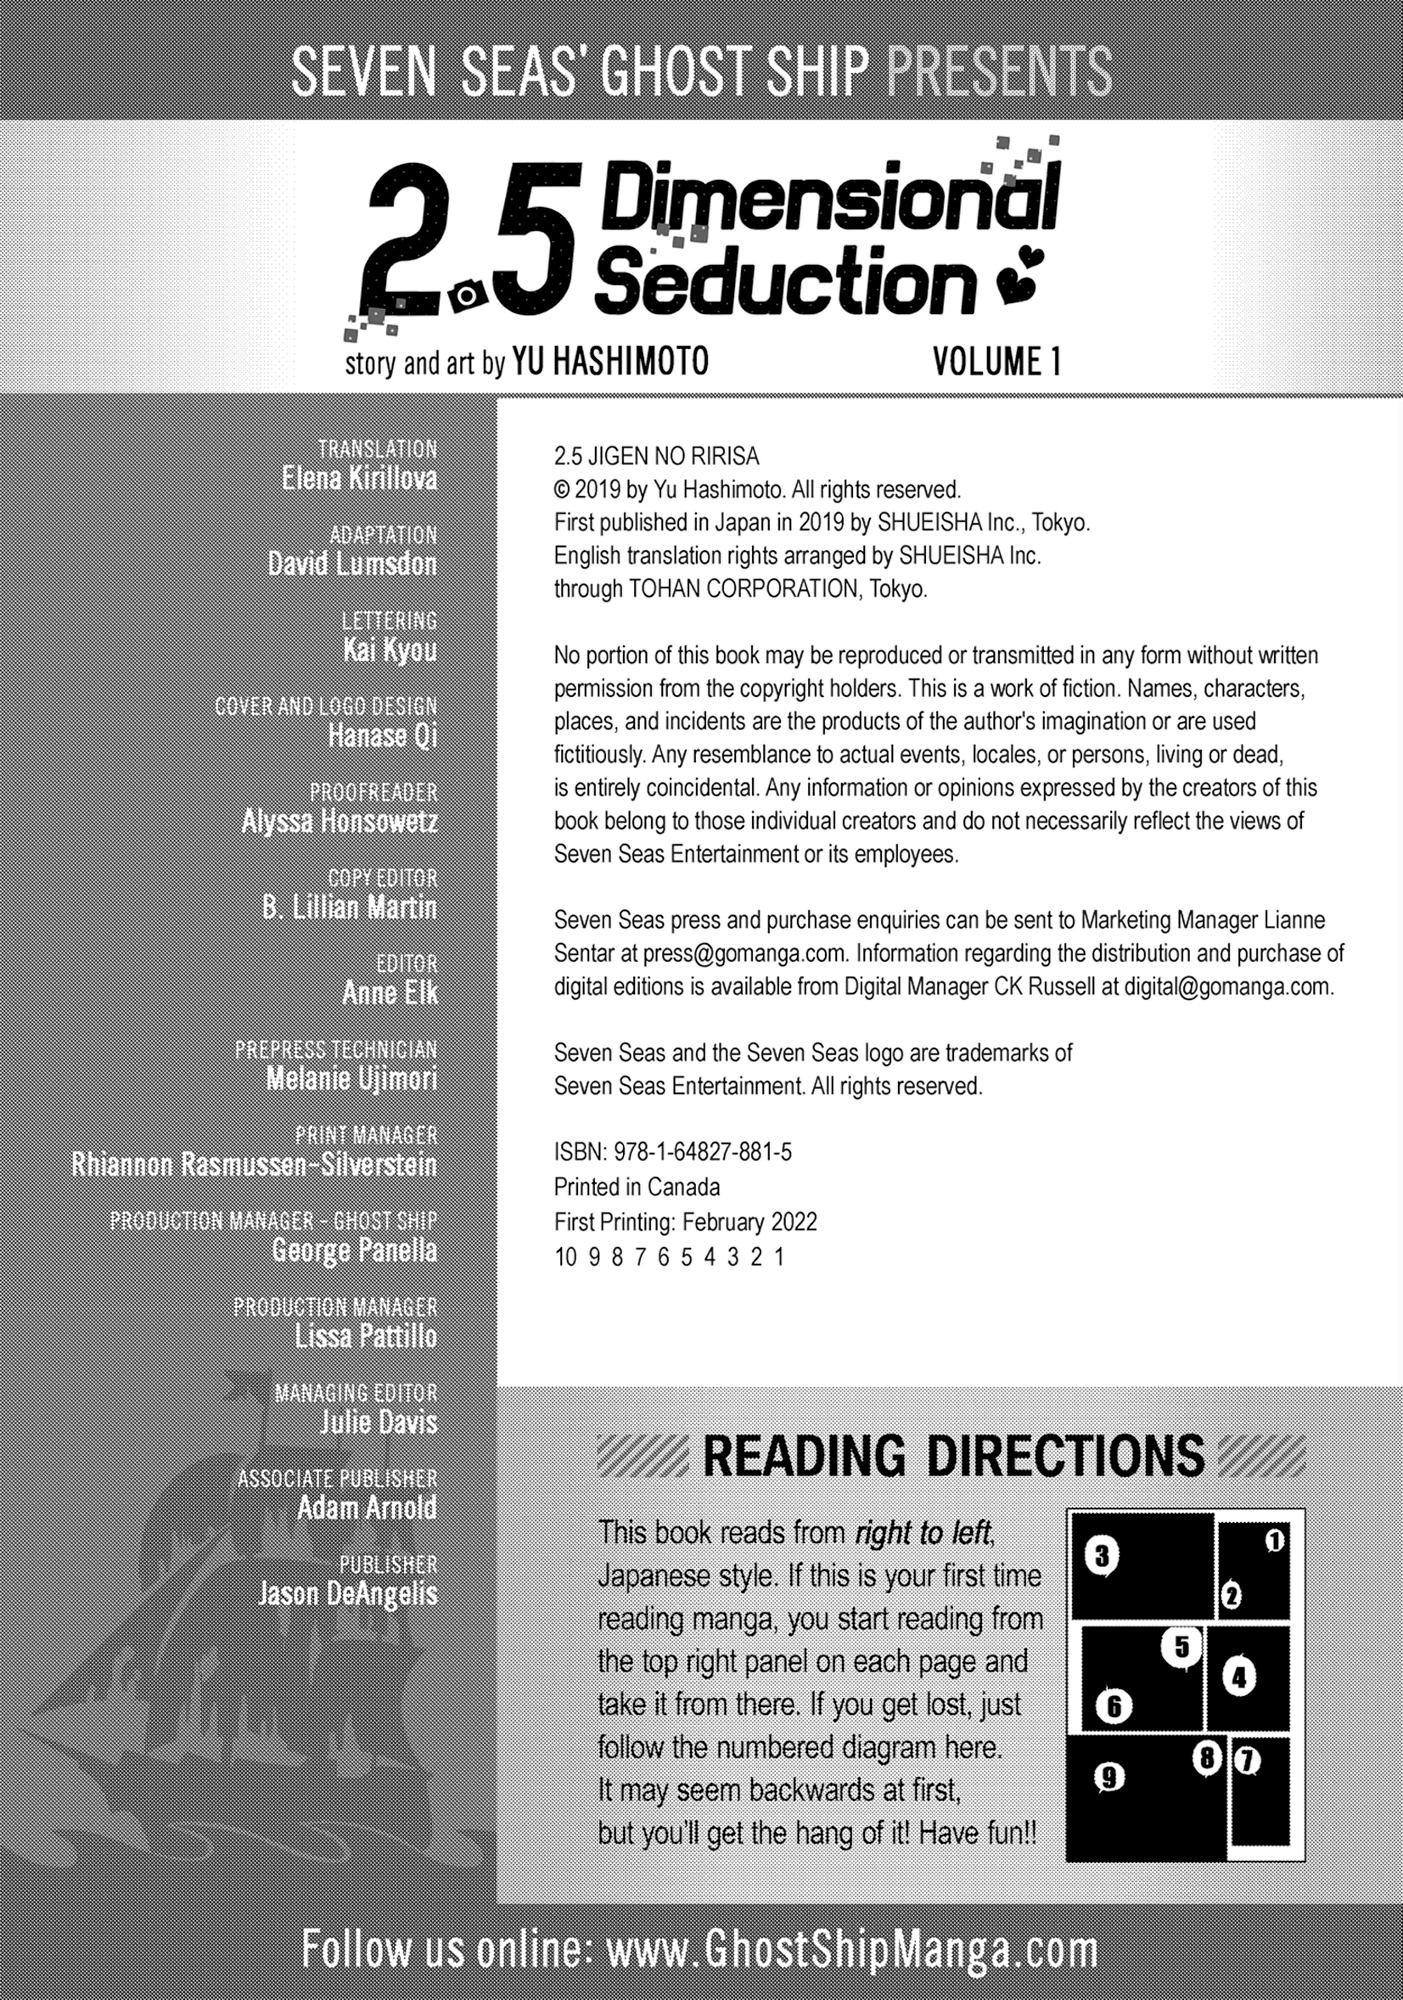 SEVEN SEAS' GHOST SHIP PRESENTS
2.5 Dimensional
Seduction
story and art by YU HASHIMOTO
VOLUME 1
TRANSLATION
Elena Kirillova
ADAPTATION
David Lumsdon
LETTERING
Kai Kyou
COVER AND LOGO DESIGN
Hanase Qi
PROOFREADER
Alyssa Honsowetz
COPY EDITOR
B. Lillian Martin
EDITOR
Anne Elk
PREPRESS TECHNICIAN
Melanie Ujimori
PRINT MANAGER
Rhiannon Rasmussen-Silverstein
PRODUCTION MANAGER - GHOST SHIP
George Panella
PRODUCTION MANAGER
Lissa Pattillo
MANAGING EDITOR
Julie Davis
ASSOCIATE PUBLISHER
Adam Arnold
PUBLISHER
Jason DeAngelis
2.5 JIGEN NO RIRISA
© 2019 by Yu Hashimoto. All rights reserved.
First published in Japan in 2019 by SHUEISHA Inc., Tokyo.
English translation rights arranged by SHUEISHA Inc.
through TOHAN CORPORATION, Tokyo.
No portion of this book may be reproduced or transmitted in any form without written
permission from the copyright holders. This is a work of fiction. Names, characters,
places, and incidents are the products of the author's imagination or are used
fictitiously. Any resemblance to actual events, locales, or persons, living or dead,
is entirely coincidental. Any information or opinions expressed by the creators of this
book belong to those individual creators and do not necessarily reflect the views of
Seven Seas Entertainment or its employees.
Seven Seas press and purchase enquiries can be sent to Marketing Manager Lianne
Sentar at press@gomanga.com. Information regarding the distribution and purchase of
digital editions is available from Digital Manager CK Russell at digital@gomanga.com.
Seven Seas and the Seven Seas logo are trademarks of
Seven Seas Entertainment. All rights reserved.
ISBN: 978-1-64827-881-5
Printed in Canada
First Printing: February 2022
10 9 8 7 6 5 4 3 2 1
READING DIRECTIONS
This book reads from right to left,
Japanese style. If this is your first time
reading manga, you start reading from
the top right panel on each page and
take it from there. If you get lost, just
follow the numbered diagram here.
It may seem backwards at first,
but you'll get the hang of it! Have fun!!
1
2
3
4
5
6
7
8
9
Follow us online: www.GhostShipManga.com